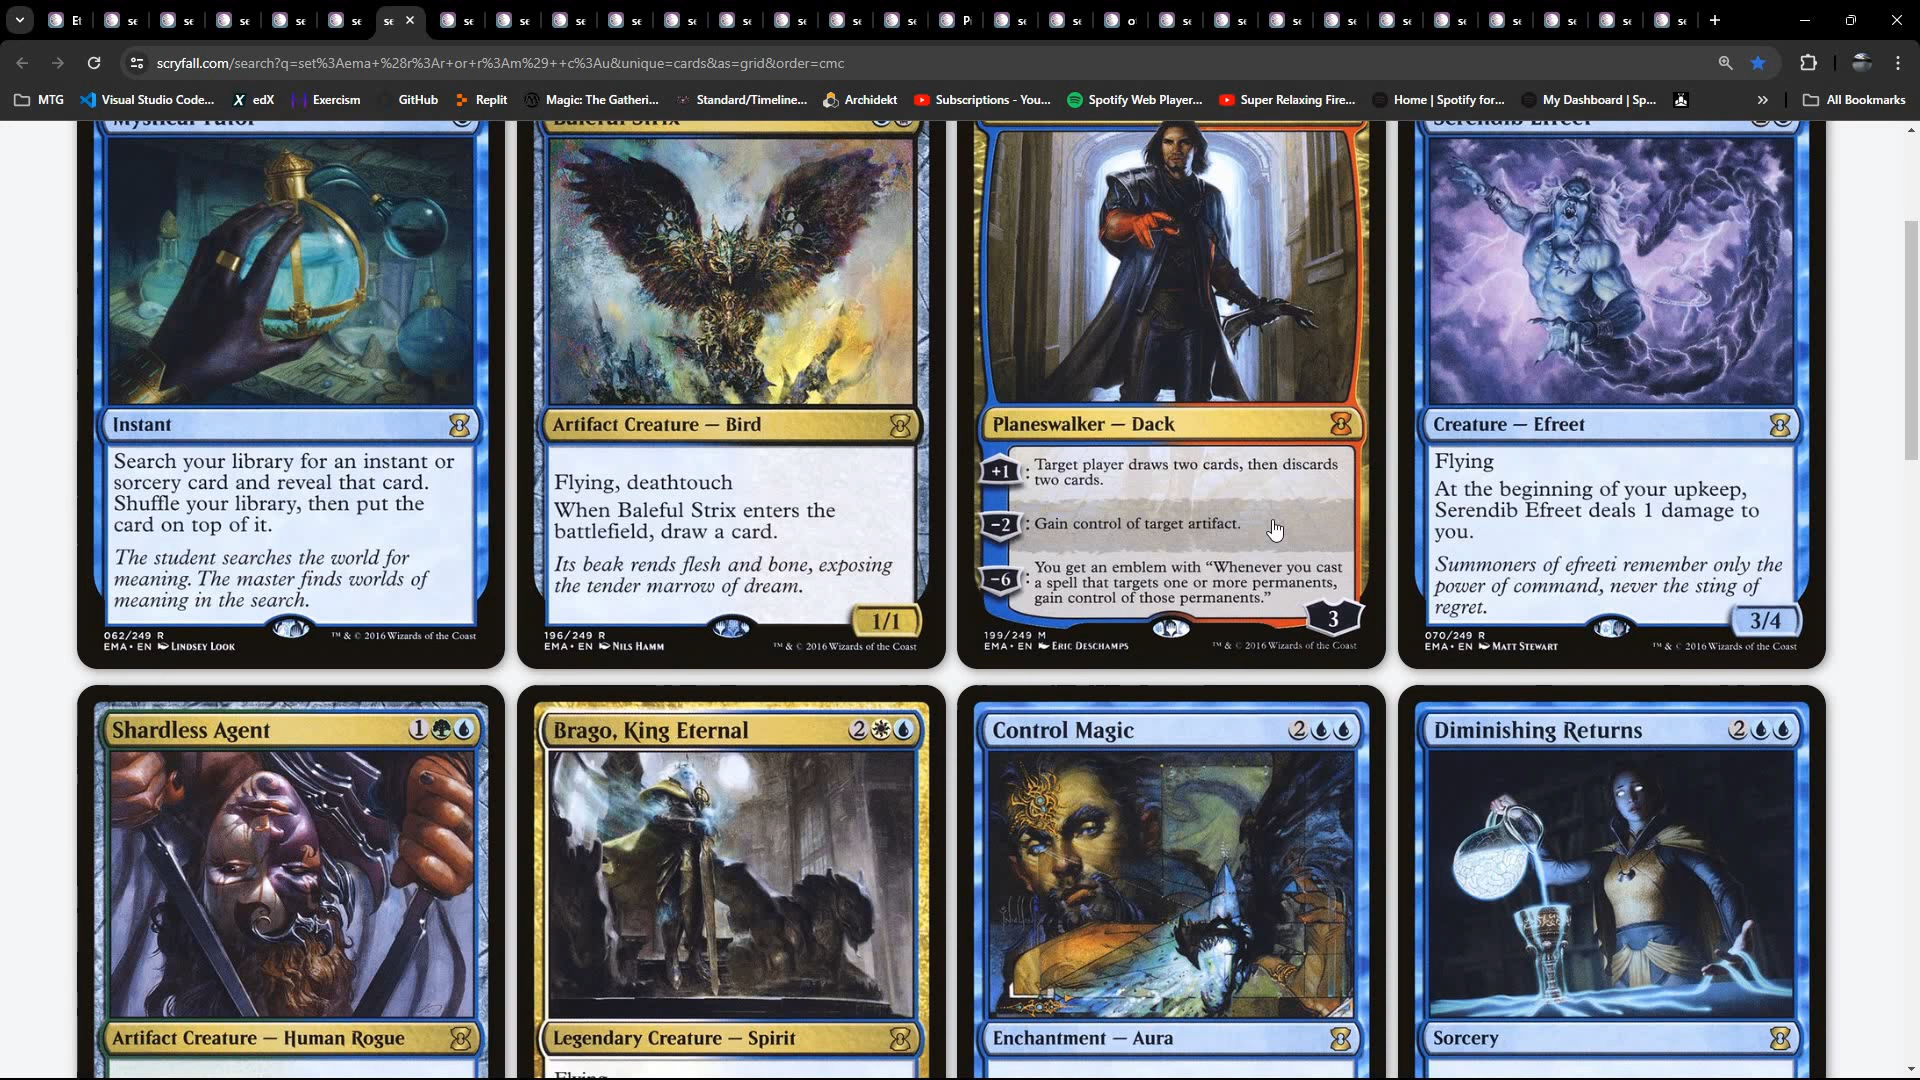 scryfall.com/search?q=set%3Aema+%28r%3Ar+or+r%3Am%29++c%3Au&unique=cards&as=grid&order=cmc
MTG
Visual Studio Code...
edX
Exercism
GitHub
Replit
Magic: The Gatheri...
Standard/Timeline...
Archidekt
Subscriptions - You...
Spotify Web Player...
Super Relaxing Fire...
Home | Spotify for...
My Dashboard | Sp...
All Bookmarks
Mystical Tutor
Instant
Search your library for an instant or
sorcery card and reveal that card.
Shuffle your library, then put the
card on top of it.
The student searches the world for
meaning. The master finds worlds of
meaning in the search.
062/249 R
EMA • EN LINDSEY LOOK
™ & © 2016 Wizards of the Coast
Baleful Strix
Artifact Creature — Bird
Flying, deathtouch
When Baleful Strix enters the
battlefield, draw a card.
Its beak rends flesh and bone, exposing
the tender marrow of dream.
1/1
196/249 R
EMA • EN NILS HAMM
™ & © 2016 Wizards of the Coast
Planeswalker — Dack
+1: Target player draws two cards, then discards
two cards.
−2: Gain control of target artifact.
−6: You get an emblem with “Whenever you cast
a spell that targets one or more permanents,
gain control of those permanents.”
3
199/249 M
EMA • EN ERIC DESCHAMPS
™ & © 2016 Wizards of the Coast
Serendib Efreet
Creature — Efreet
Flying
At the beginning of your upkeep,
Serendib Efreet deals 1 damage to
you.
Summoners of efreeti remember only the
power of command, never the sting of
regret.
3/4
070/249 R
EMA • EN MATT STEWART
™ & © 2016 Wizards of the Coast
Shardless Agent 1
Artifact Creature — Human Rogue
Brago, King Eternal 2
Legendary Creature — Spirit
Flying
Control Magic 2
Enchantment — Aura
Diminishing Returns 2
Sorcery